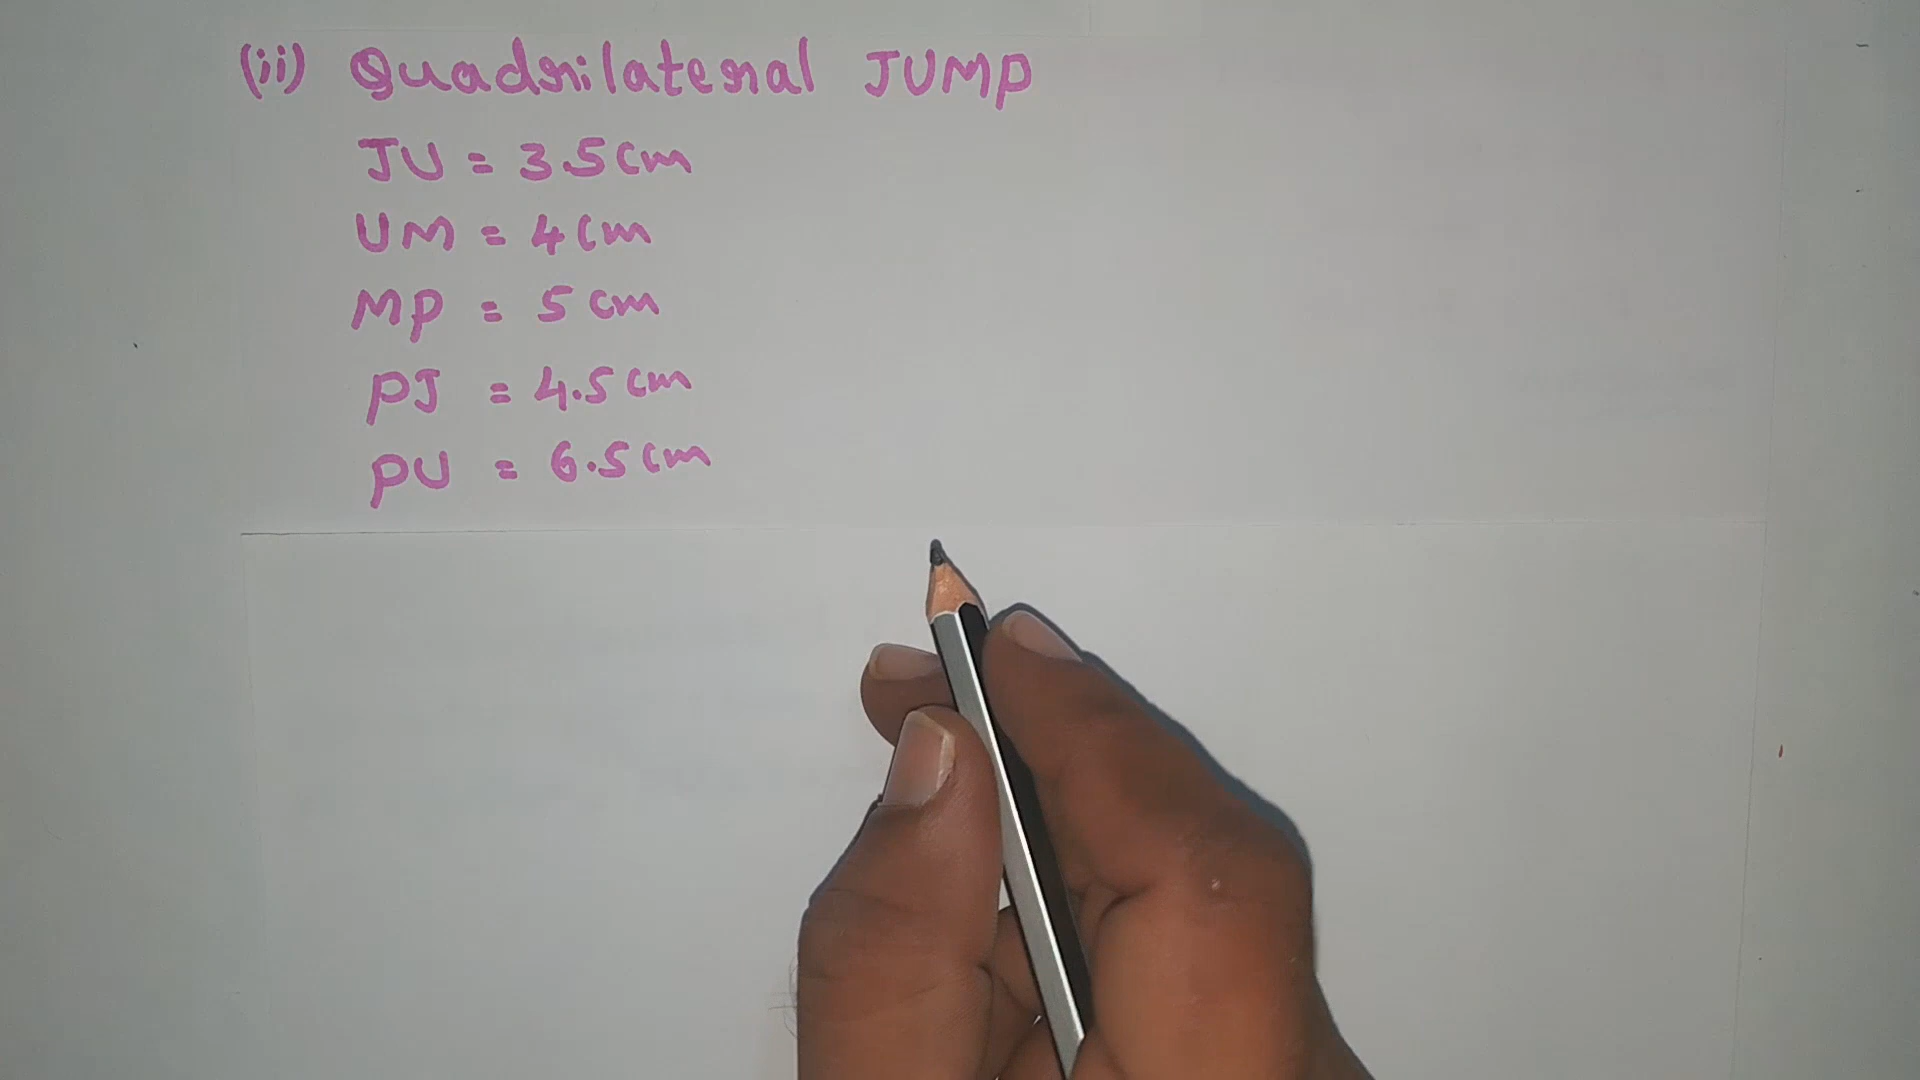 (ii) Quadrilateral JUMP
JU = 3.5cm
UM = 4cm
MP = 5cm
PJ = 4.5cm
PU = 6.5cm